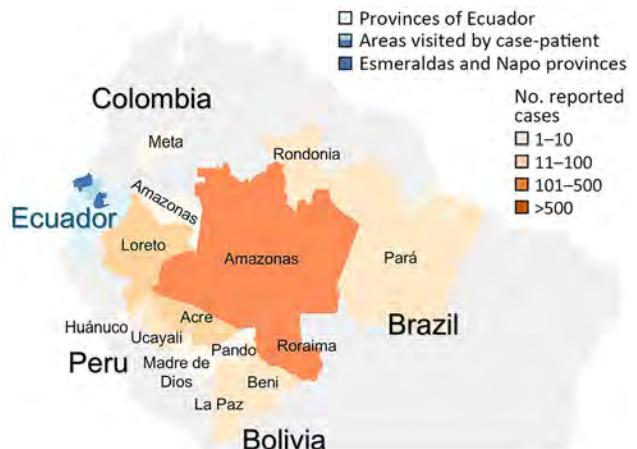 Provinces of Ecuador
Areas visited by case-patient
Esmeraldas and Napo provinces
No. reported
cases
1–10
11–100
101–500
>500
Colombia
Meta
Rondonia
Amazonas
Ecuador
Loreto
Amazonas
Pará
Huánuco
Ucayali
Acre
Brazil
Peru
Madre de
Dios
Pando
Roraima
Beni
La Paz
Bolivia